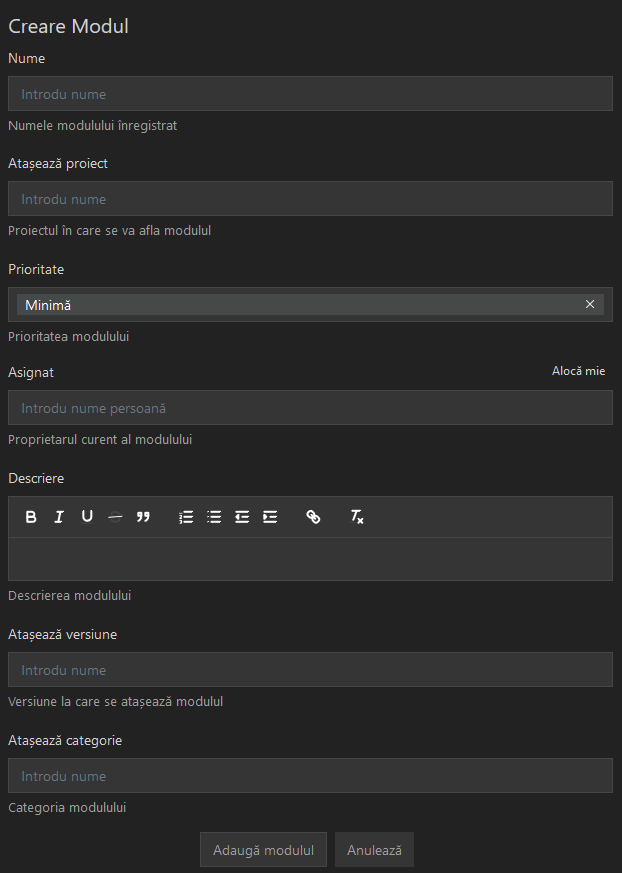 Creare Modul
Nume
Introdu nume
Numele modulului înregistrat
Atașează proiect
Introdu nume
Proiectul în care se va afla modulul
Prioritate
Minimă ×
Prioritatea modulului
Asignat Alocă mie
Introdu nume persoană
Proprietarul curent al modulului
Descriere
Descrierea modulului
Atașează versiune
Introdu nume
Versiune la care se atașează modulul
Atașează categorie
Introdu nume
Categoria modulului
Adaugă modulul Anulează